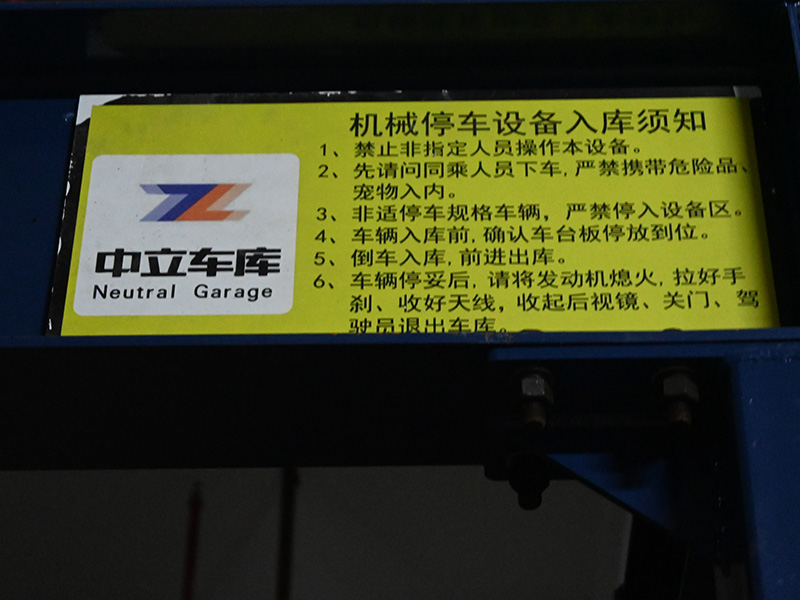 机械停车设备入库须知
1、禁止非指定人员操作本设备。
2、先请问同乘人员下车,严禁携带危险品、
宠物入内。
3、非适停车规格车辆，严禁停入设备区。
4、车辆入库前,确认车台板停放到位。
5、倒车入库,前进出库。
6、车辆停妥后,请将发动机熄火,拉好手
刹、收好天线，收起后视镜、关门、驾
驶员退出车库。
中立车库
Neutral Garage